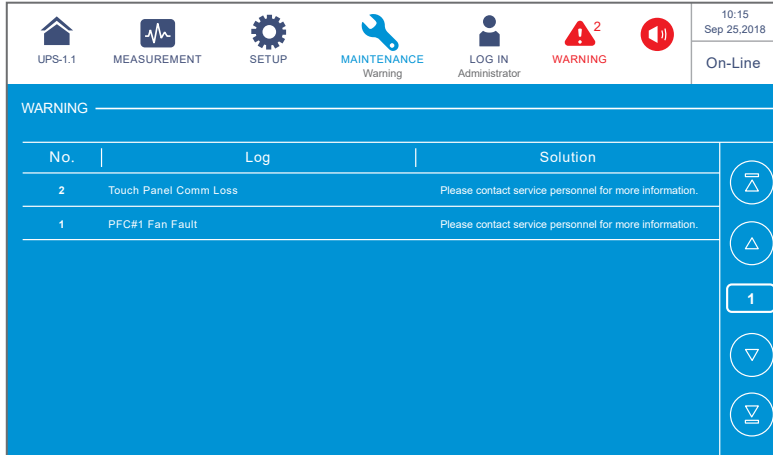 UPS-1.1
MEASUREMENT
SETUP
MAINTENANCE
Warning
LOG IN
Administrator
2
WARNING
10:15
Sep 25,2018
On-Line
WARNING
No. Log Solution
2 Touch Panel Comm Loss Please contact service personnel for more information.
1 PFC#1 Fan Fault Please contact service personnel for more information.
1